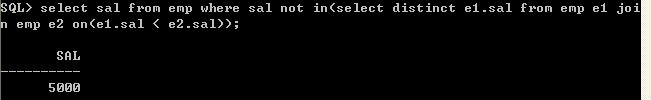 SQL> select sal from emp where sal not in(select distinct e1.sal from emp e1 joi
n emp e2 on(e1.sal < e2.sal));
SAL
----------
5000